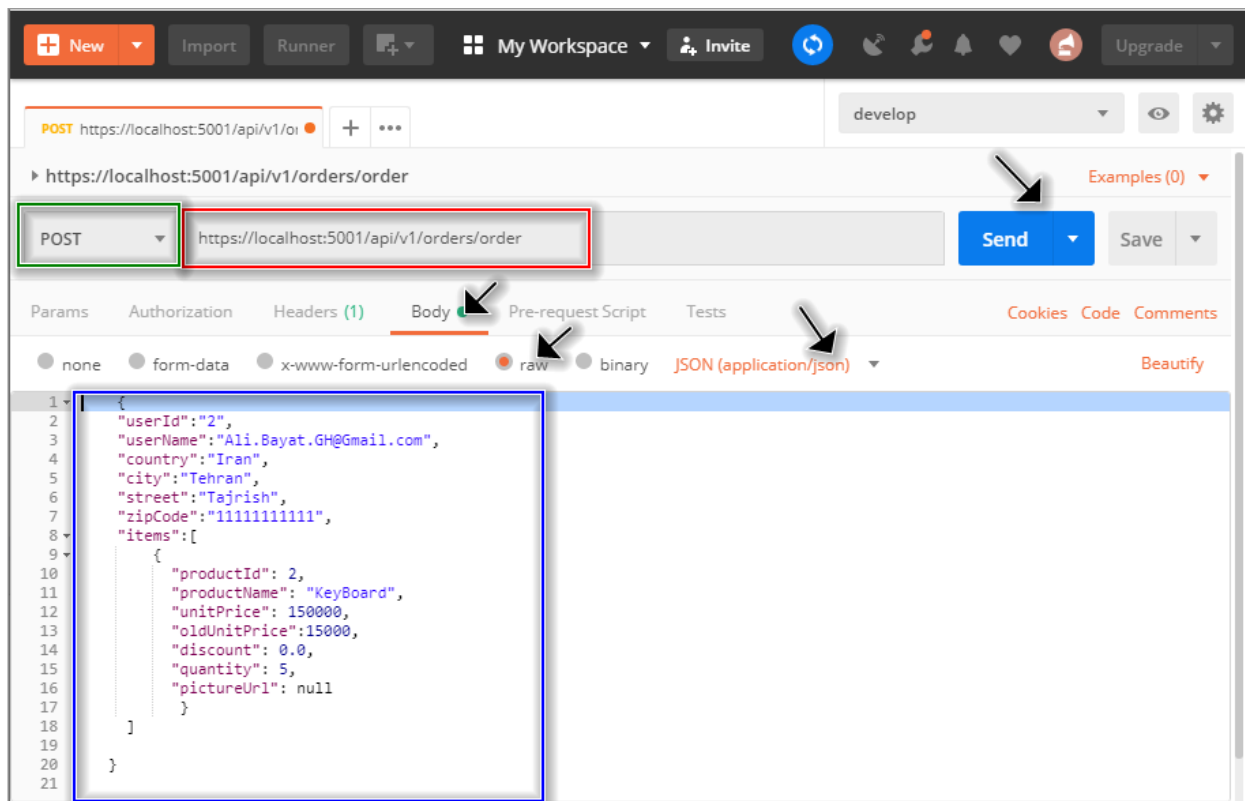 New Import Runner My Workspace Invite Upgrade
POST https://localhost:5001/api/v1/or develop
https://localhost:5001/api/v1/orders/order Examples (0)
POST https://localhost:5001/api/v1/orders/order Send Save
Params Authorization Headers (1) Body Pre-request Script Tests Cookies Code Comments
none form-data x-www-form-urlencoded raw binary JSON (application/json) Beautify
1 {
2 "userId":"2",
3 "userName":"Ali.Bayat.GH@Gmail.com",
4 "country":"Iran",
5 "city":"Tehran",
6 "street":"Tajrish",
7 "zipCode":"11111111111",
8 "items":[
9 {
10 "productId": 2,
11 "productName": "KeyBoard",
12 "unitPrice": 150000,
13 "oldUnitPrice":15000,
14 "discount": 0.0,
15 "quantity": 5,
16 "pictureUrl": null
17 }
18 ]
19
20 }
21